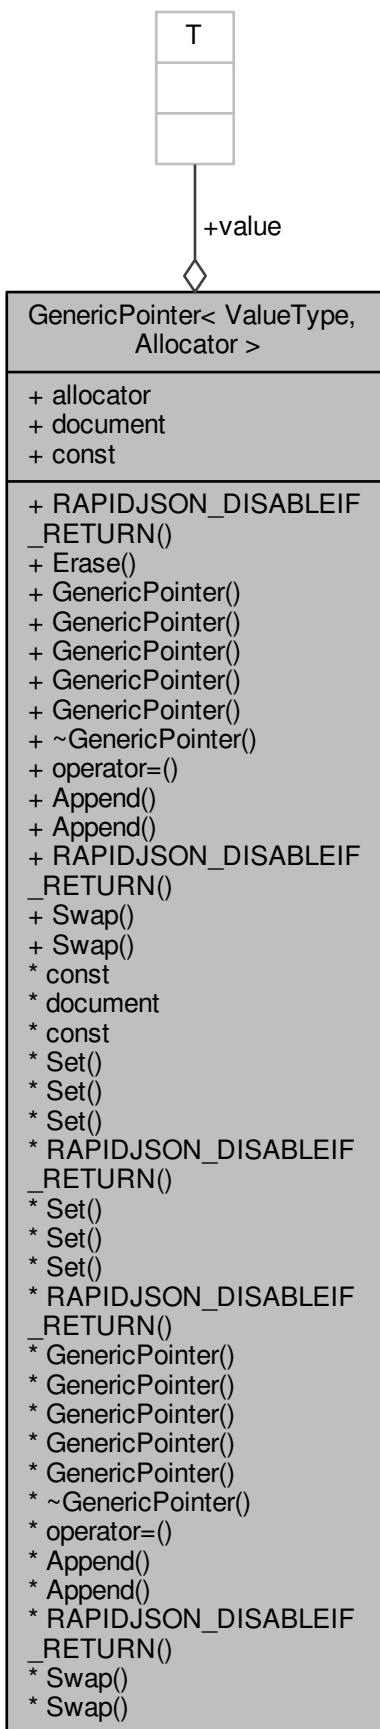 T
+value
GenericPointer< ValueType,
Allocator >
+ allocator
+ document
+ const
+ RAPIDJSON_DISABLEIF
_RETURN()
+ Erase()
+ GenericPointer()
+ GenericPointer()
+ GenericPointer()
+ GenericPointer()
+ GenericPointer()
+ ~GenericPointer()
+ operator=()
+ Append()
+ Append()
+ RAPIDJSON_DISABLEIF
_RETURN()
+ Swap()
+ Swap()
* const
* document
* const
* Set()
* Set()
* Set()
* RAPIDJSON_DISABLEIF
_RETURN()
* Set()
* Set()
* Set()
* RAPIDJSON_DISABLEIF
_RETURN()
* GenericPointer()
* GenericPointer()
* GenericPointer()
* GenericPointer()
* GenericPointer()
* ~GenericPointer()
* operator=()
* Append()
* Append()
* RAPIDJSON_DISABLEIF
_RETURN()
* Swap()
* Swap()